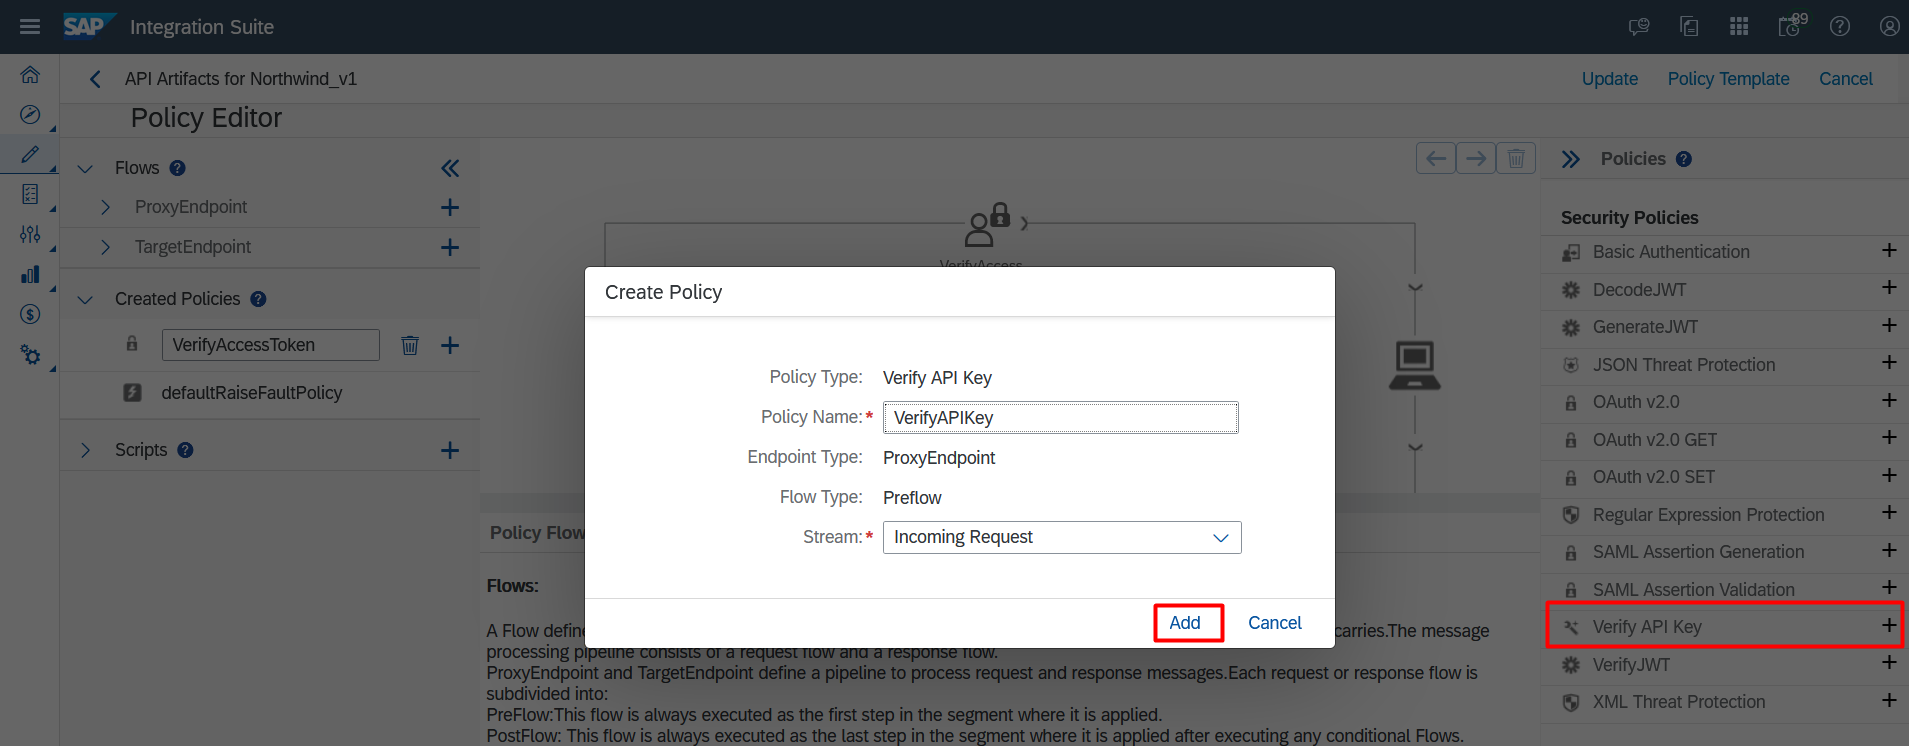 SAP Integration Suite
89
API Artifacts for Northwind_v1
Update Policy Template Cancel
Policy Editor
Flows ?
ProxyEndpoint
TargetEndpoint
Created Policies ?
VerifyAccessToken
defaultRaiseFaultPolicy
Scripts ?
VerifyAccess
Create Policy
Policy Type: Verify API Key
Policy Name:* VerifyAPIKey
Endpoint Type: ProxyEndpoint
Flow Type: Preflow
Stream:* Incoming Request
Add Cancel
Policy Flow
Flows:
A Flow define carries.The message
processing pipeline consists of a request flow and a response flow.
ProxyEndpoint and TargetEndpoint define a pipeline to process request and response messages.Each request or response flow is
subdivided into:
PreFlow:This flow is always executed as the first step in the segment where it is applied.
PostFlow: This flow is always executed as the last step in the segment where it is applied after executing any conditional Flows.
Policies ?
Security Policies
Basic Authentication
DecodeJWT
GenerateJWT
JSON Threat Protection
OAuth v2.0
OAuth v2.0 GET
OAuth v2.0 SET
Regular Expression Protection
SAML Assertion Generation
SAML Assertion Validation
Verify API Key
VerifyJWT
XML Threat Protection